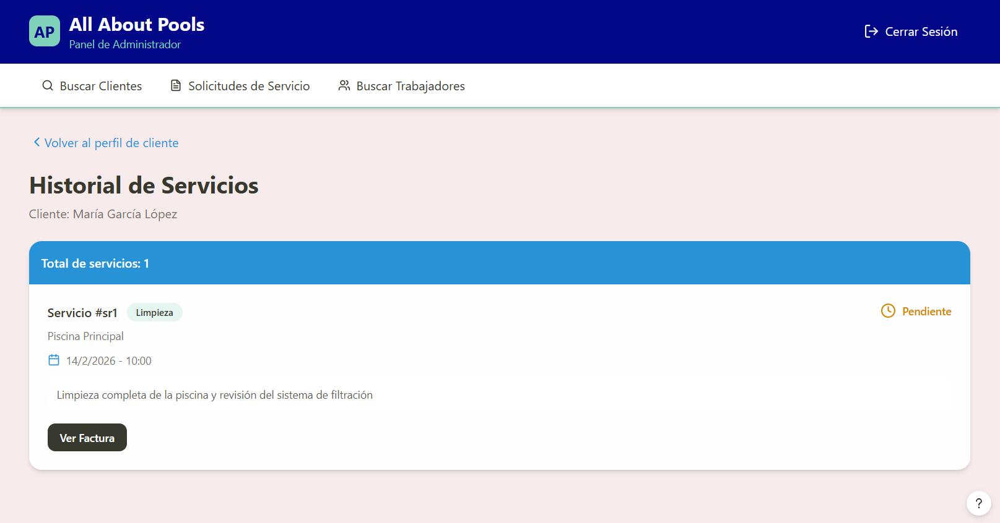 AP
All About Pools
Panel de Administrador
Cerrar Sesión
Buscar Clientes
Solicitudes de Servicio
Buscar Trabajadores
Volver al perfil de cliente
Historial de Servicios
Cliente: María García López
Total de servicios: 1
Servicio #sr1
Limpieza
Pendiente
Piscina Principal
14/2/2026 - 10:00
Limpieza completa de la piscina y revisión del sistema de filtración
Ver Factura
?